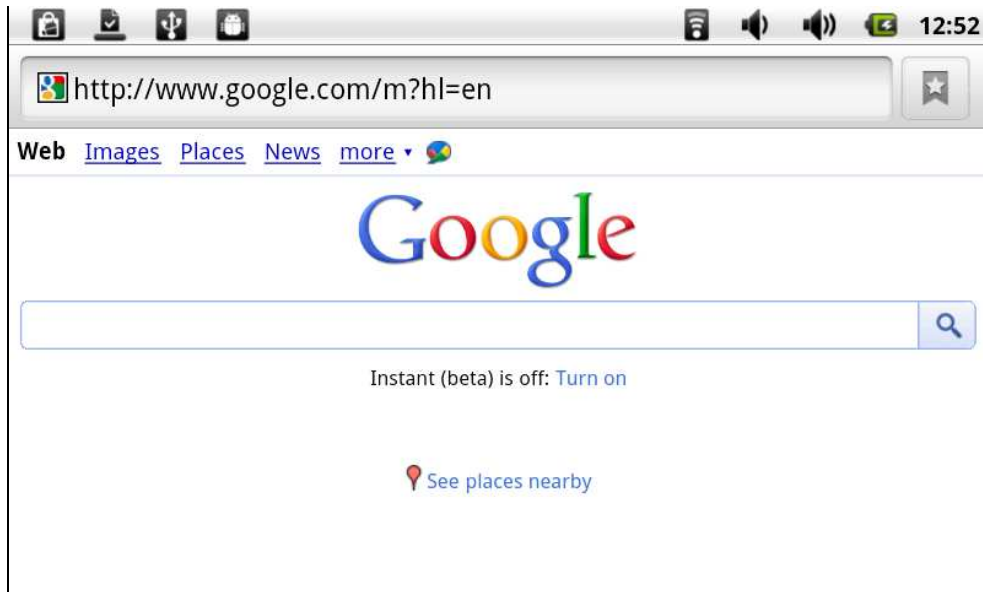 12:52
http://www.google.com/m?hl=en
Web Images Places News more
Google
Instant (beta) is off: Turn on
See places nearby